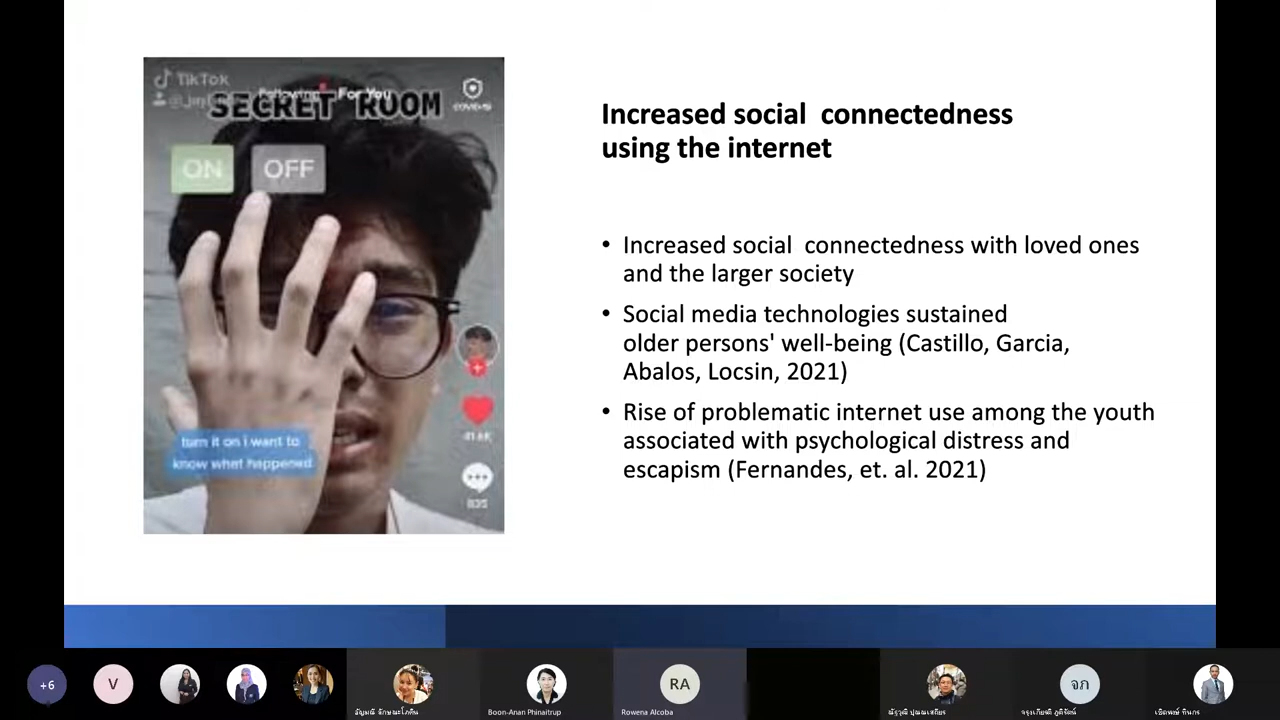 TikTok
Following For You
SECRET ROOM
ON OFF
turn it on i want to
know what happened
835
Increased social  connectedness
using the internet
• Increased social  connectedness with loved ones
and the larger society
• Social media technologies sustained
older persons' well-being (Castillo, Garcia,
Abalos, Locsin, 2021)
• Rise of problematic internet use among the youth
associated with psychological distress and
escapism (Fernandes, et. al. 2021)
+6
V
RA
จภ
Boon-Anan Phinaitrup
Rowena Alcoba